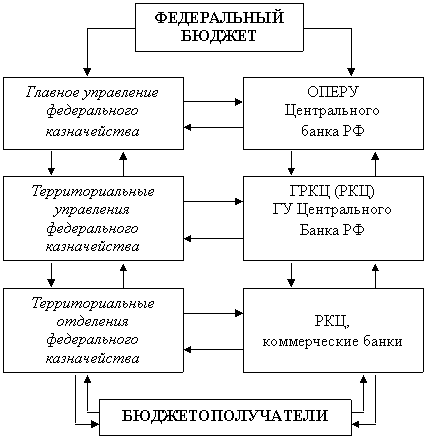 ФЕДЕРАЛЬНЫЙ
БЮДЖЕТ
Главное управление
федерального
казначейства
ОПЕРУ
Центрального
банка РФ
Территориальные
управления
федерального
казначейства
ГРКЦ (РКЦ)
ГУ Центрального
Банка РФ
Территориальные
отделения
федерального
казначейства
РКЦ,
коммерческие банки
БЮДЖЕТОПОЛУЧАТЕЛИ